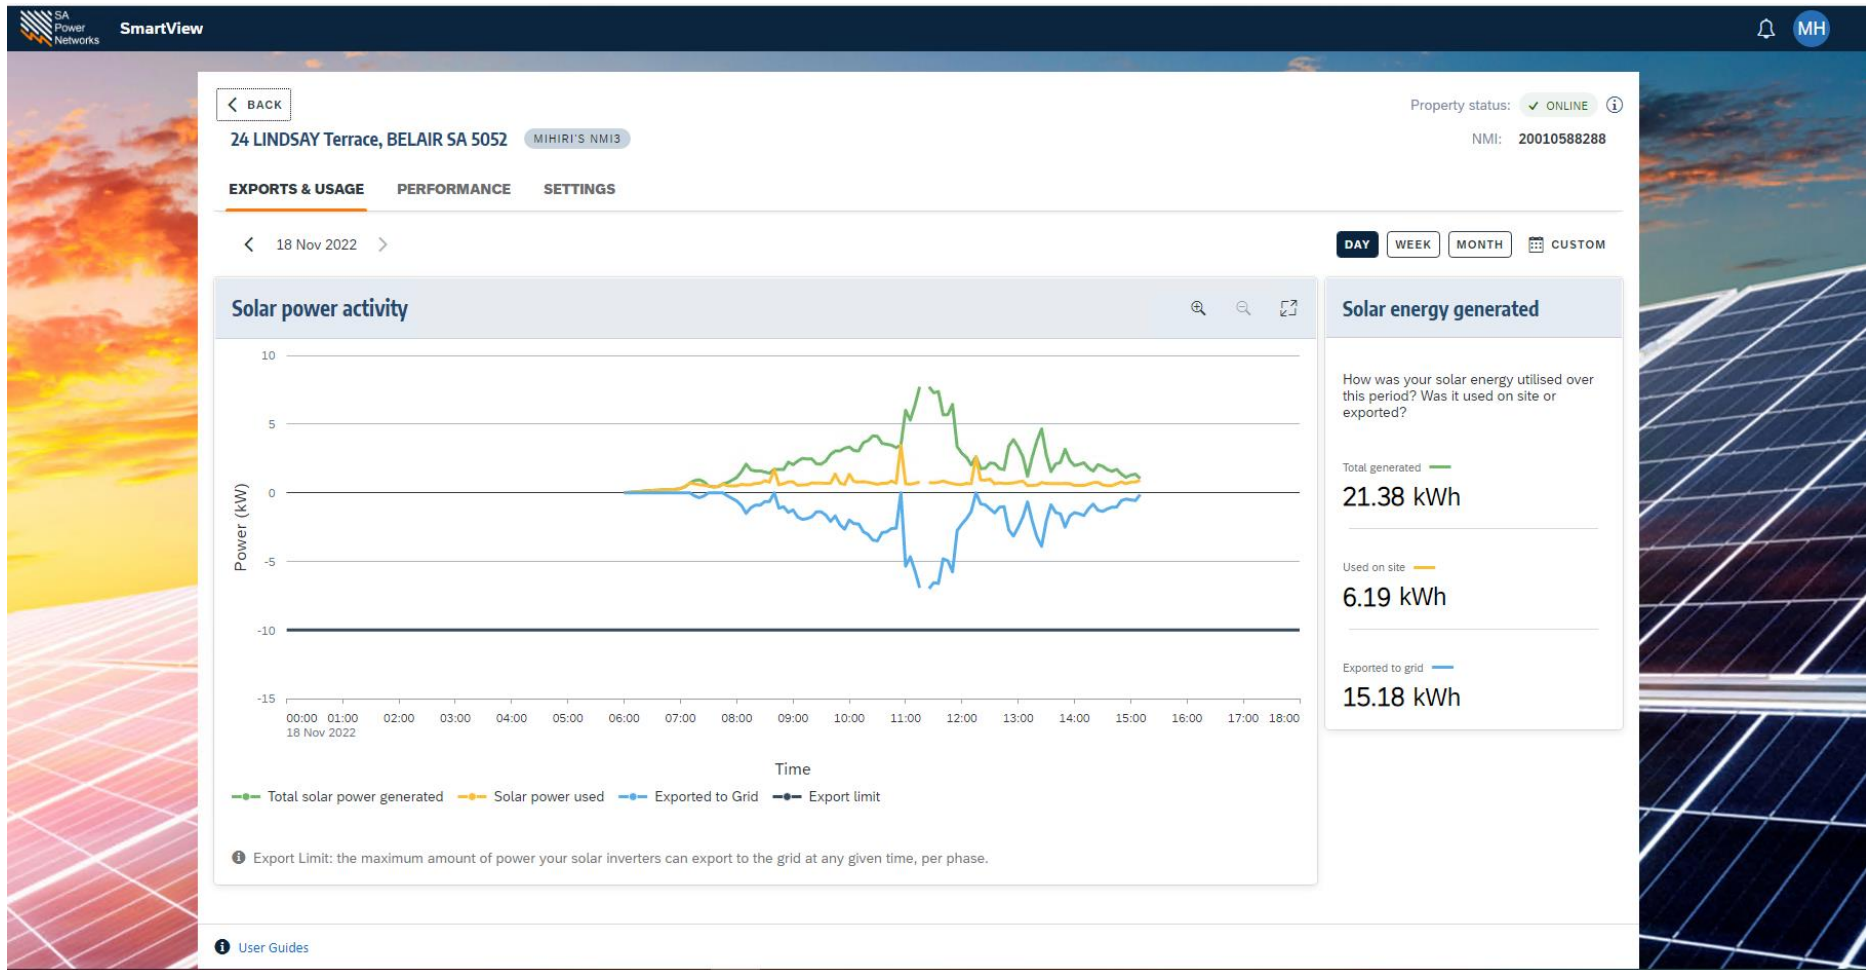 SA
Power
Networks
SmartView
MH
BACK
Property status: ONLINE
24 LINDSAY Terrace, BELAIR SA 5052 MIHIRI'S NMI3
NMI: 20010588288
EXPORTS & USAGE PERFORMANCE SETTINGS
18 Nov 2022
DAY WEEK MONTH CUSTOM
Solar power activity
10
5
0
-5
-10
-15
Power (kW)
00:00 01:00 02:00 03:00 04:00 05:00 06:00 07:00 08:00 09:00 10:00 11:00 12:00 13:00 14:00 15:00 16:00 17:00 18:00
18 Nov 2022
Time
Total solar power generated Solar power used Exported to Grid Export limit
Export Limit: the maximum amount of power your solar inverters can export to the grid at any given time, per phase.
Solar energy generated
How was your solar energy utilised over
this period? Was it used on site or
exported?
Total generated
21.38 kWh
Used on site
6.19 kWh
Exported to grid
15.18 kWh
User Guides